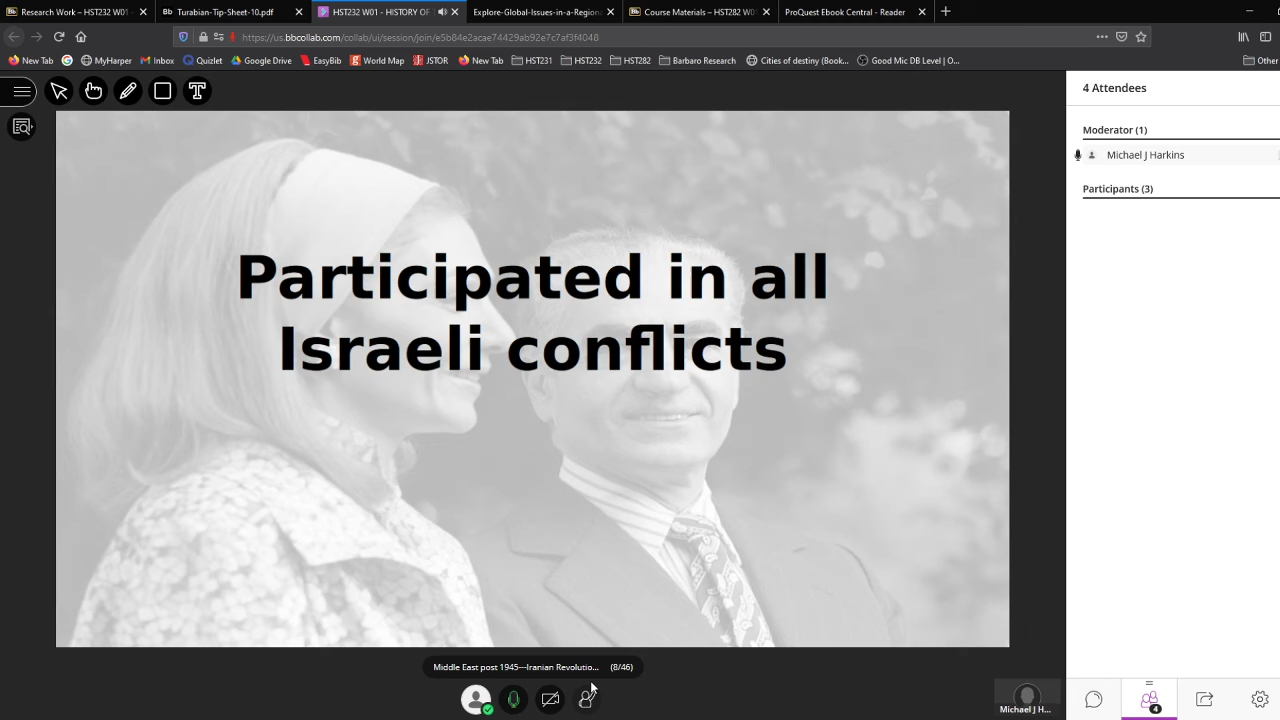 Research Work – HST232 W01 -
Turabian-Tip-Sheet-10.pdf
HST232 W01 - HISTORY OF
Explore-Global-Issues-in-a-Region
Course Materials – HST282 W0
ProQuest Ebook Central - Reader
https://us.bbcollab.com/collab/ui/session/join/e5b84e2acae74429ab92e7c7af3f4048
New Tab
MyHarper
Inbox
Quizlet
Google Drive
EasyBib
World Map
JSTOR
New Tab
HST231
HST232
HST282
Barbaro Research
Cities of destiny (Book...
Good Mic DB Level | O...
Other
4 Attendees
Moderator (1)
Michael J Harkins
Participants (3)
Participated in all
Israeli conflicts
Middle East post 1945---Iranian Revolutio... (8/46)
Michael J H...
4